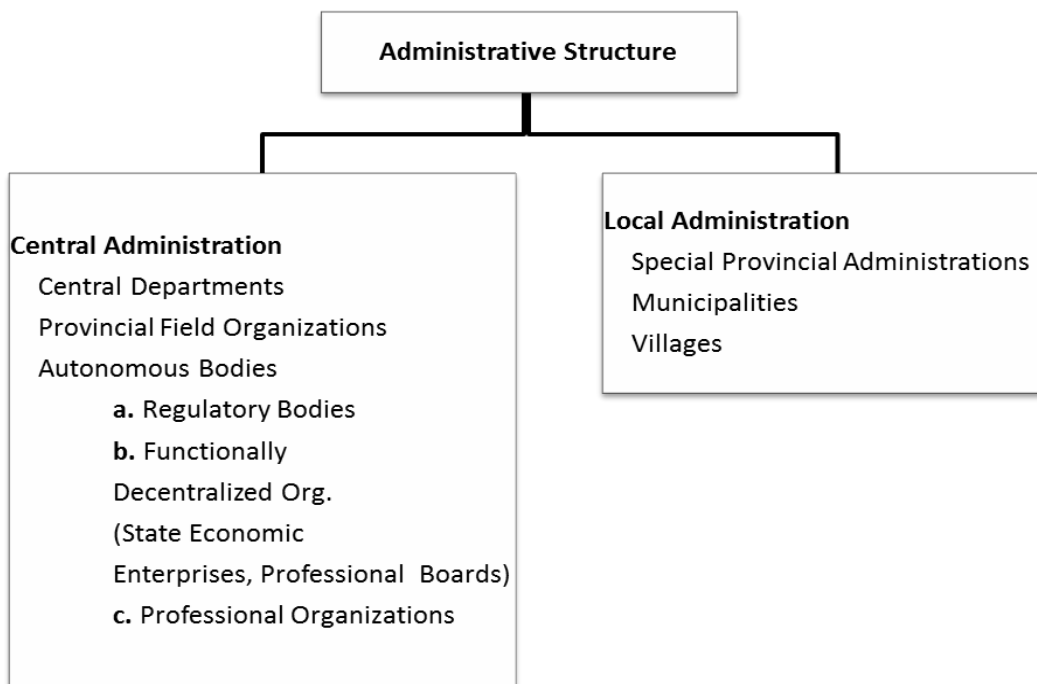 Administrative Structure
Central Administration
Central Departments
Provincial Field Organizations
Autonomous Bodies
a. Regulatory Bodies
b. Functionally
Decentralized Org.
(State Economic
Enterprises, Professional Boards)
c. Professional Organizations
Local Administration
Special Provincial Administrations
Municipalities
Villages